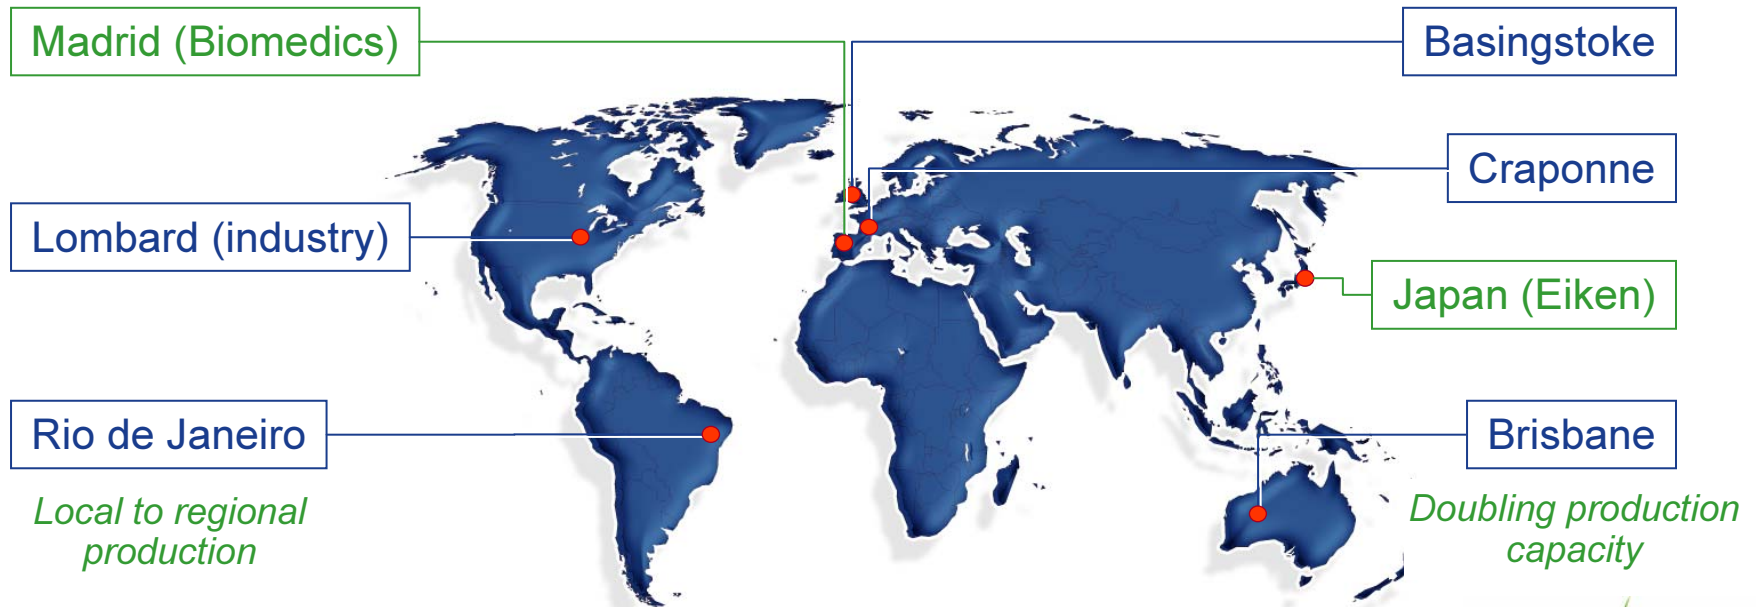 Madrid (Biomedics)
Basingstoke
Craponne
Lombard (industry)
Japan (Eiken)
Rio de Janeiro
Brisbane
Local to regional
production
Doubling production
capacity